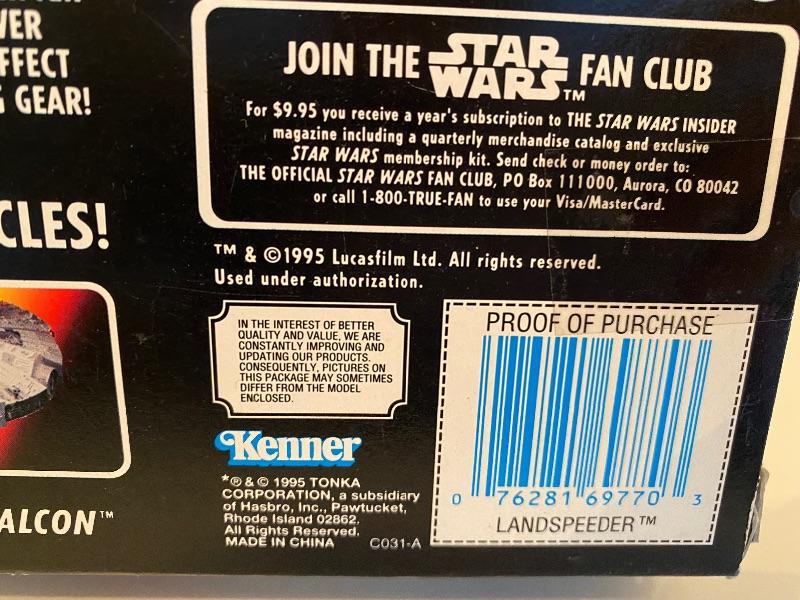 VER
EFFECT
GEAR!
CLES!
ALCON™
JOIN THE STAR WARS™ FAN CLUB
For $9.95 you receive a year's subscription to THE STAR WARS INSIDER
magazine including a quarterly merchandise catalog and exclusive
STAR WARS membership kit. Send check or money order to:
THE OFFICIAL STAR WARS FAN CLUB, PO Box 111000, Aurora, CO 80042
or call 1-800-TRUE-FAN to use your Visa/MasterCard.
™ & ©1995 Lucasfilm Ltd. All rights reserved.
Used under authorization.
IN THE INTEREST OF BETTER
QUALITY AND VALUE, WE ARE
CONSTANTLY IMPROVING AND
UPDATING OUR PRODUCTS.
CONSEQUENTLY, PICTURES ON
THIS PACKAGE MAY SOMETIMES
DIFFER FROM THE MODEL
ENCLOSED.
Kenner
*® & © 1995 TONKA
CORPORATION, a subsidiary
of Hasbro, Inc., Pawtucket,
Rhode Island 02862.
All Rights Reserved.
MADE IN CHINA C031-A
PROOF OF PURCHASE
0 76281 69770 3
LANDSPEEDER™